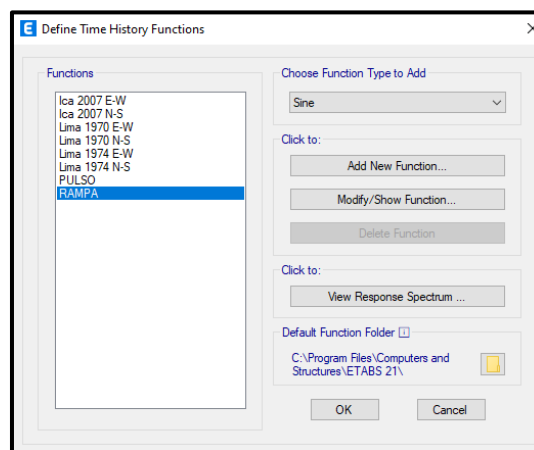 E Define Time History Functions
Functions
Ica 2007 E-W
Ica 2007 N-S
Lima 1970 E-W
Lima 1970 N-S
Lima 1974 E-W
Lima 1974 N-S
PULSO
RAMPA
Choose Function Type to Add
Sine
Click to:
Add New Function...
Modify/Show Function...
Delete Function
Click to:
View Response Spectrum ...
Default Function Folder i
C:\Program Files\Computers and
Structures\ETABS 21\
OK
Cancel